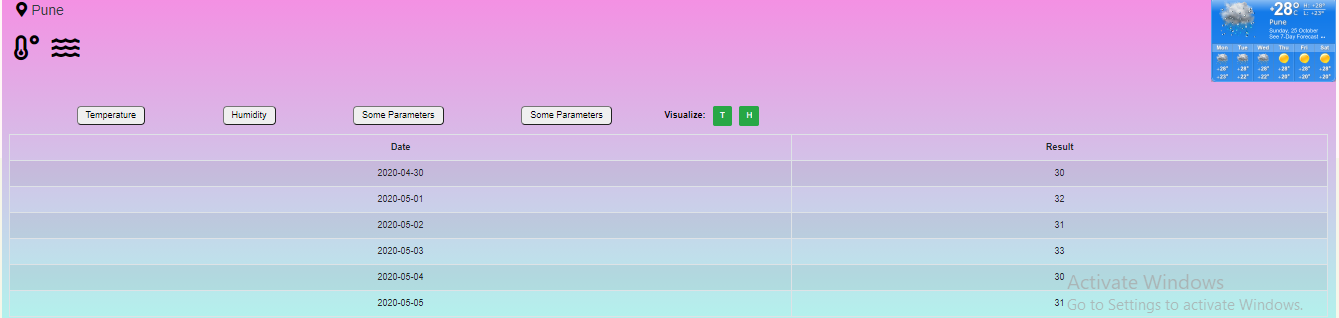 Pune
+28°C H: +28° L: +23°
Pune
Sunday, 25 October
See 7-Day Forecast
Mon Tue Wed Thu Fri Sat
+28° +28° +28° +28° +28° +28°
+23° +22° +22° +20° +20° +20°
Temperature Humidity Some Parameters Some Parameters Visualize: T H
Date Result
2020-04-30 30
2020-05-01 32
2020-05-02 31
2020-05-03 33
2020-05-04 30
2020-05-05 31
Activate Windows
Go to Settings to activate Windows.